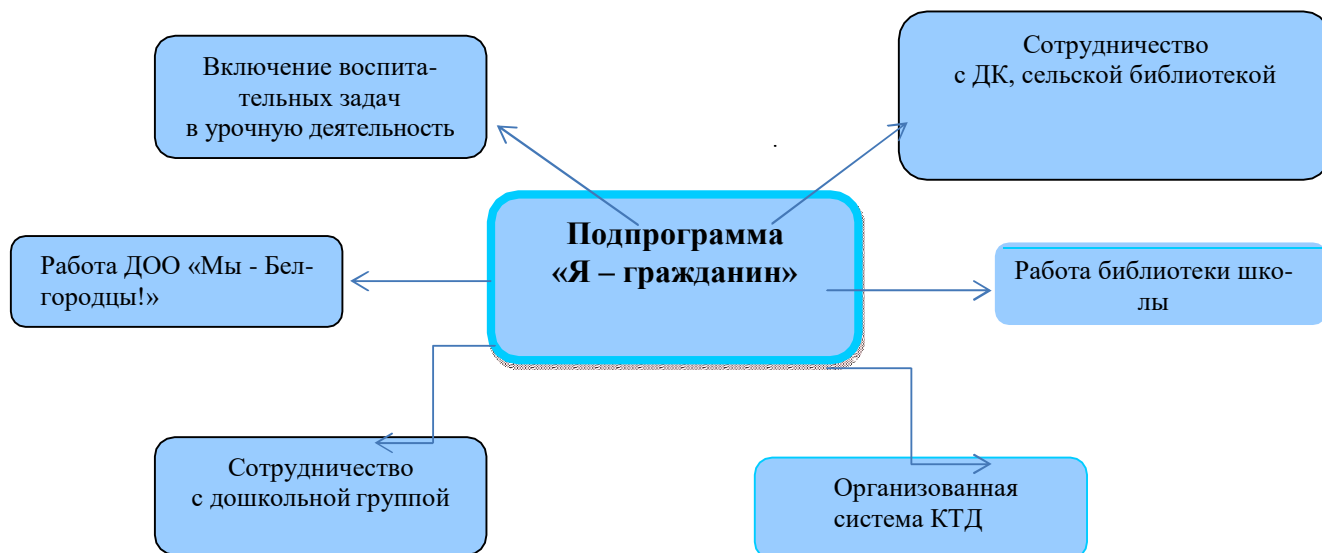 Включение воспита-
тельных задач
в урочную деятельность
Сотрудничество
с ДК, сельской библиотекой
Подпрограмма
«Я – гражданин»
Работа ДОО «Мы - Бел-
городцы!»
Работа библиотеки шко-
лы
Сотрудничество
с дошкольной группой
Организованная
система КТД